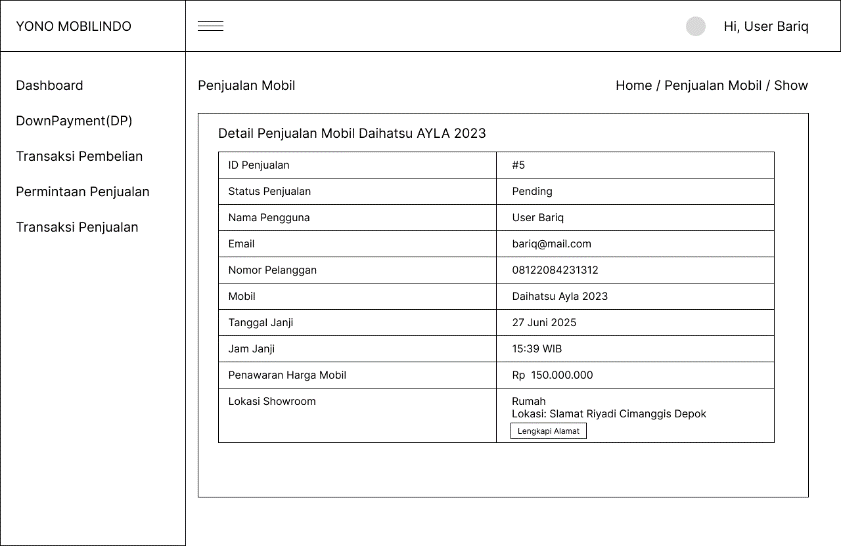 YONO MOBILINDO
Hi, User Bariq
Dashboard
DownPayment(DP)
Transaksi Pembelian
Permintaan Penjualan
Transaksi Penjualan
Penjualan Mobil
Home / Penjualan Mobil / Show
Detail Penjualan Mobil Daihatsu AYLA 2023
ID Penjualan #5
Status Penjualan Pending
Nama Pengguna User Bariq
Email bariq@mail.com
Nomor Pelanggan 08122084231312
Mobil Daihatsu Ayla 2023
Tanggal Janji 27 Juni 2025
Jam Janji 15:39 WIB
Penawaran Harga Mobil Rp 150.000.000
Lokasi Showroom Rumah
Lokasi: Slamat Riyadi Cimanggis Depok
Lengkapi Alamat